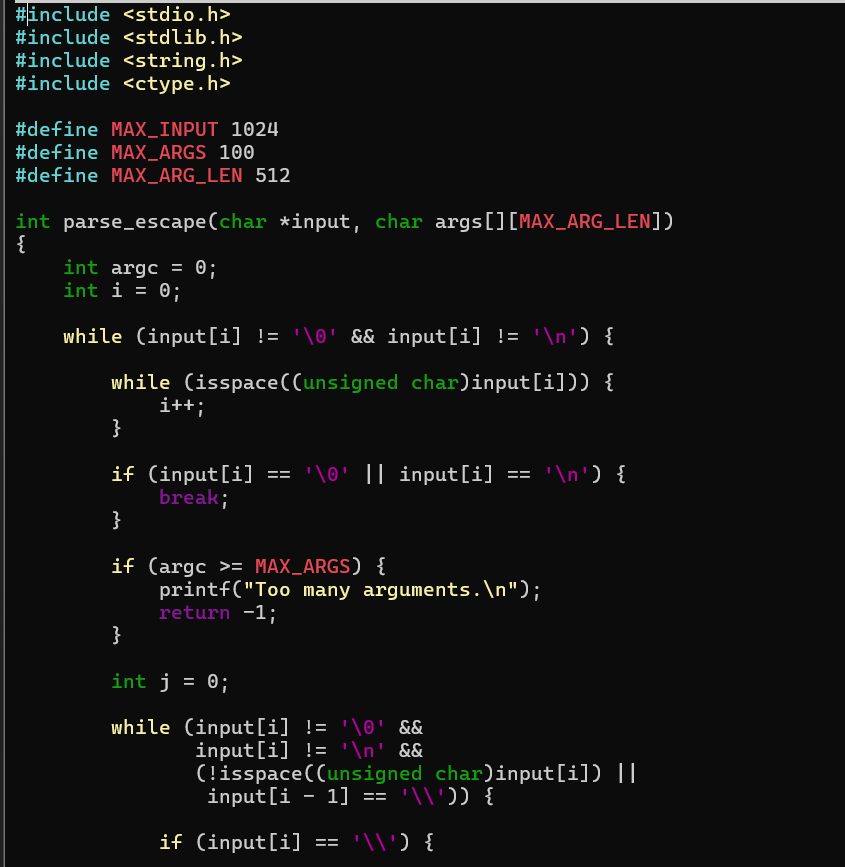 #include <stdio.h>
#include <stdlib.h>
#include <string.h>
#include <ctype.h>

#define MAX_INPUT 1024
#define MAX_ARGS 100
#define MAX_ARG_LEN 512

int parse_escape(char *input, char args[][MAX_ARG_LEN])
{
    int argc = 0;
    int i = 0;

    while (input[i] != '\0' && input[i] != '\n') {

        while (isspace((unsigned char)input[i])) {
            i++;
        }

        if (input[i] == '\0' || input[i] == '\n') {
            break;
        }

        if (argc >= MAX_ARGS) {
            printf("Too many arguments.\n");
            return -1;
        }

        int j = 0;

        while (input[i] != '\0' &&
               input[i] != '\n' &&
               (!isspace((unsigned char)input[i]) ||
                input[i - 1] == '\\')) {

            if (input[i] == '\\') {